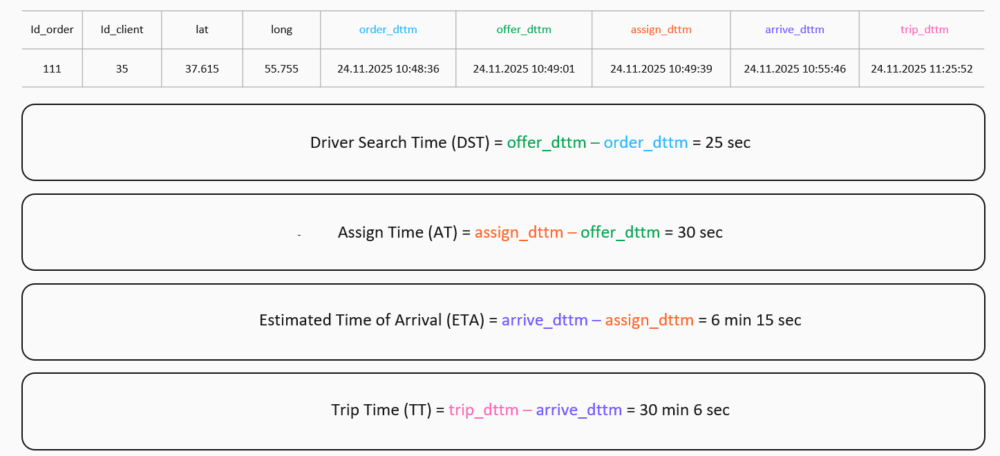 Id_order Id_client lat long order_dttm offer_dttm assign_dttm arrive_dttm trip_dttm
111 35 37.615 55.755 24.11.2025 10:48:36 24.11.2025 10:49:01 24.11.2025 10:49:39 24.11.2025 10:55:46 24.11.2025 11:25:52
Driver Search Time (DST) = offer_dttm – order_dttm = 25 sec
- Assign Time (AT) = assign_dttm – offer_dttm = 30 sec
Estimated Time of Arrival (ETA) = arrive_dttm – assign_dttm = 6 min 15 sec
Trip Time (TT) = trip_dttm – arrive_dttm = 30 min 6 sec